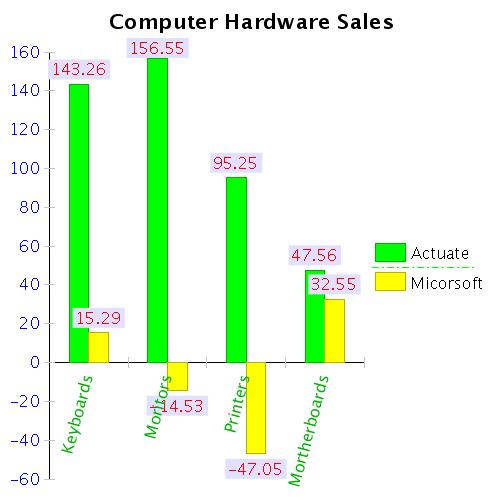 Computer Hardware Sales
160
140
120
100
80
60
40
20
0
−20
−40
−60
143.26
156.55
95.25
47.56
15.29
−14.53
−47.05
32.55
Keyboards
Monitors
Printers
Mortherboards
Actuate
Micorsoft